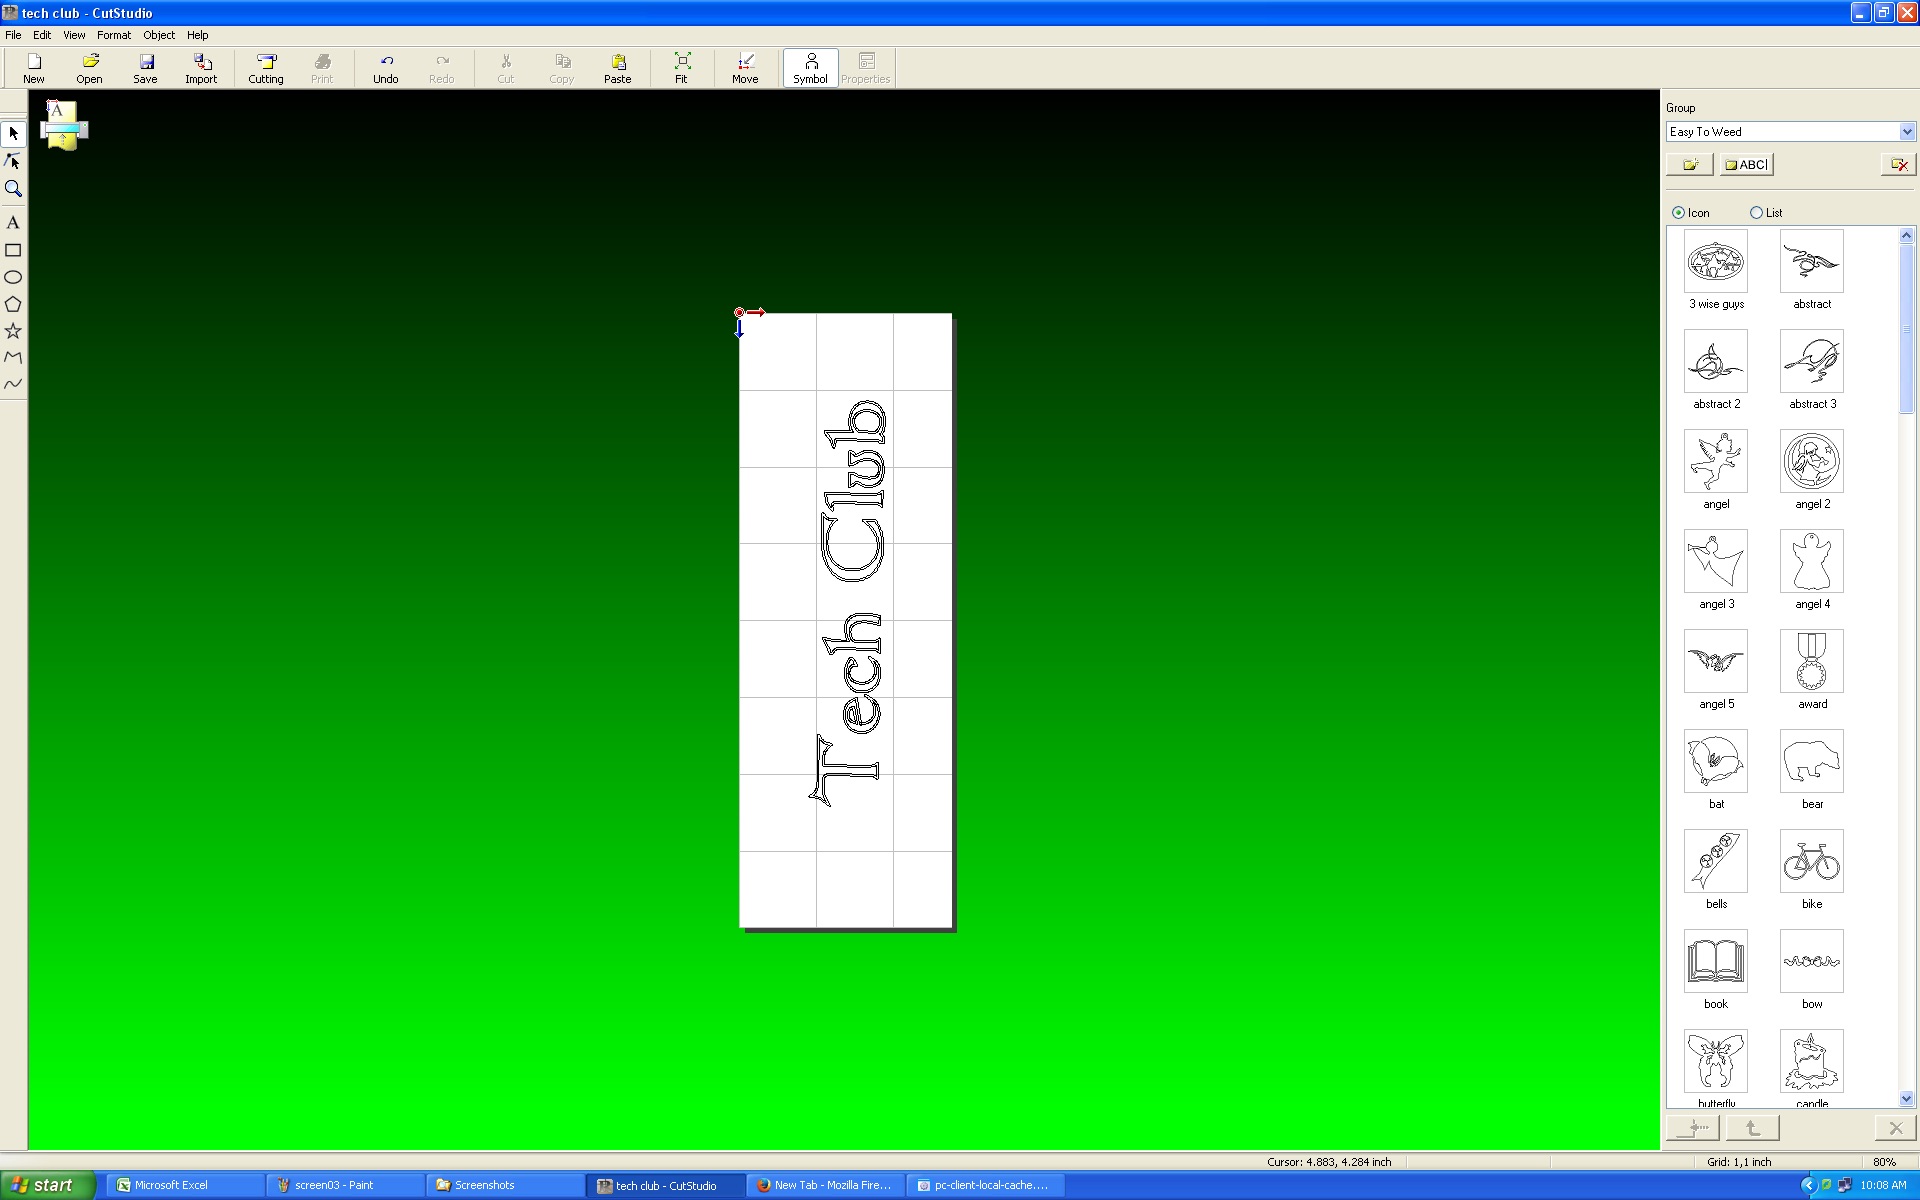 tech club - CutStudio
File Edit View Format Object Help
New Open Save Import Cutting Print Undo Redo Cut Copy Paste Fit Move Symbol Properties
A
A
Tech Club
Group
Easy To Weed
ABC
Icon List
3 wise guys abstract
abstract 2 abstract 3
angel angel 2
angel 3 angel 4
angel 5 award
bat bear
bells bike
book bow
butterfly candle
Cursor: 4.883, 4.284 inch Grid: 1,1 inch 80%
start Microsoft Excel screen03 - Paint Screenshots tech club - CutStudio New Tab - Mozilla Fire... pc-client-local-cache.... 10:08 AM